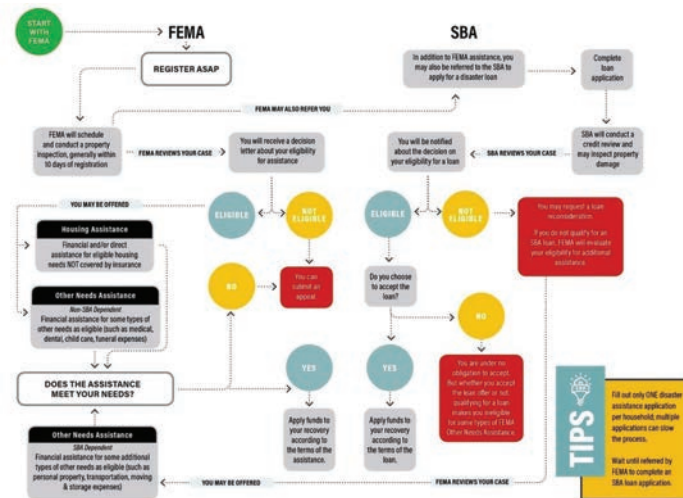 START
WITH
FEMA
FEMA
REGISTER ASAP
FEMA will schedule
and conduct a property
inspection, generally within
10 days of registration
FEMA MAY ALSO REFER YOU
FEMA REVIEWS YOUR CASE
You will receive a decision
letter about your eligibility
for assistance
YOU MAY BE OFFERED
ELIGIBLE
NOT
ELIGIBLE
Housing Assistance
Financial and/or direct
assistance for eligible housing
needs NOT covered by insurance
NO
You can
submit an
appeal
Other Needs Assistance
Non-SBA Dependent
Financial assistance for some types of
other needs as eligible (such as medical,
dental, child care, funeral expenses)
DOES THE ASSISTANCE
MEET YOUR NEEDS?
YES
Apply funds to
your recovery
according to
the terms of the
assistance.
Other Needs Assistance
SBA Dependent
Financial assistance for some additional
types of other needs as eligible (such as
personal property, transportation, moving
& storage expenses)
YOU MAY BE OFFERED
FEMA REVIEWS YOUR CASE
SBA
In addition to FEMA assistance, you
may also be referred to the SBA to
apply for a disaster loan
Complete
loan
application
SBA will conduct a
credit review and
may inspect property
damage
SBA REVIEWS YOUR CASE
You will be notified
about the decision on
your eligibility for a loan
ELIGIBLE
NOT
ELIGIBLE
You may request a loan
reconsideration.
If you do not qualify for an
SBA loan, FEMA will evaluate
your eligibility for additional
assistance.
Do you choose
to accept the
loan?
NO
YES
You are under no
obligation to accept.
But whether you accept
the loan offer or not
qualifying for a loan
makes you ineligible
for some types of FEMA
Other Needs Assistance.
Apply funds to
your recovery
according to
the terms of the
loan.
TIPS
Fill out only ONE disaster
assistance application
per household; multiple
applications can slow
the process.
Wait until referred
by FEMA to complete an
SBA loan application.